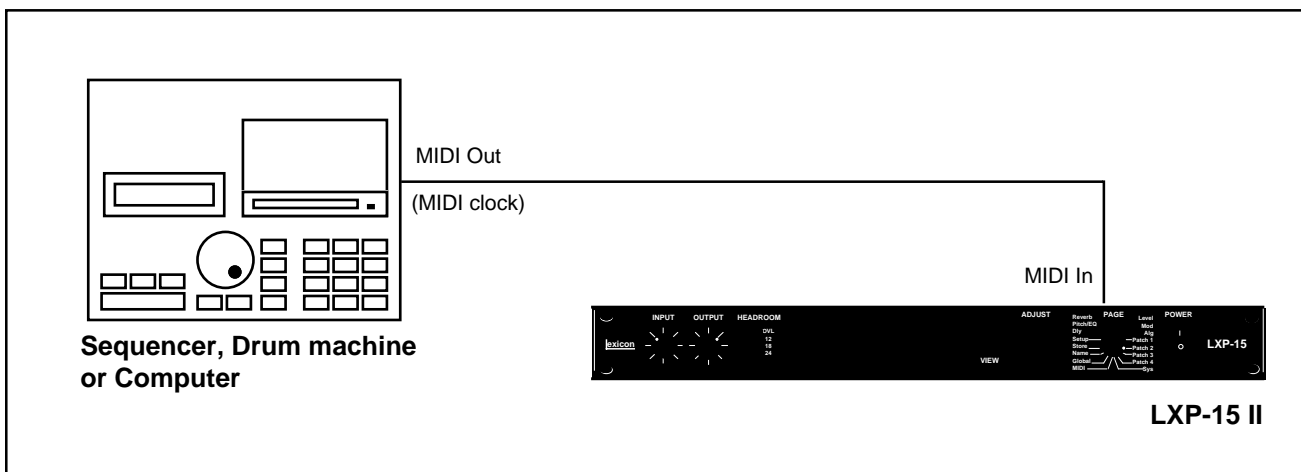 MIDI Out
(MIDI clock)
MIDI In
Sequencer, Drum machine
or Computer
INPUT OUTPUT HEADROOM
OVL
12
18
24
lexicon
ADJUST
VIEW
PAGE
Reverb
Pitch/EQ
Dly
Setup
Store
Name
Global
MIDI
Level
Mod
Alg
Patch 1
Patch 2
Patch 3
Patch 4
Sys
POWER
I
O
LXP-15
LXP-15 II